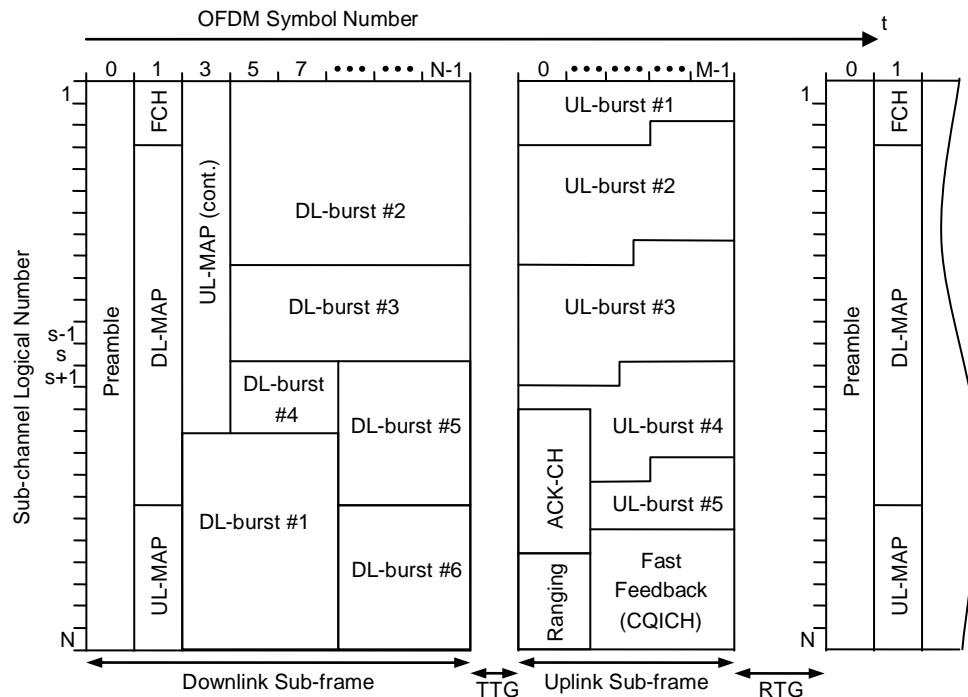 OFDM Symbol Number
t
0 1 3 5 7 N-1
0 M-1
0 1
Sub-channel Logical Number
1
s-1
s
s+1
N
Preamble
FCH
DL-MAP
UL-MAP
UL-MAP (cont.)
DL-burst #2
DL-burst #3
DL-burst
#4
DL-burst #5
DL-burst #1
DL-burst #6
UL-burst #1
UL-burst #2
UL-burst #3
UL-burst #4
UL-burst #5
ACK-CH
Ranging
Fast
Feedback
(CQICH)
1
s-1
s
s+1
N
Preamble
FCH
DL-MAP
UL-MAP
Downlink Sub-frame
TTG
Uplink Sub-frame
RTG